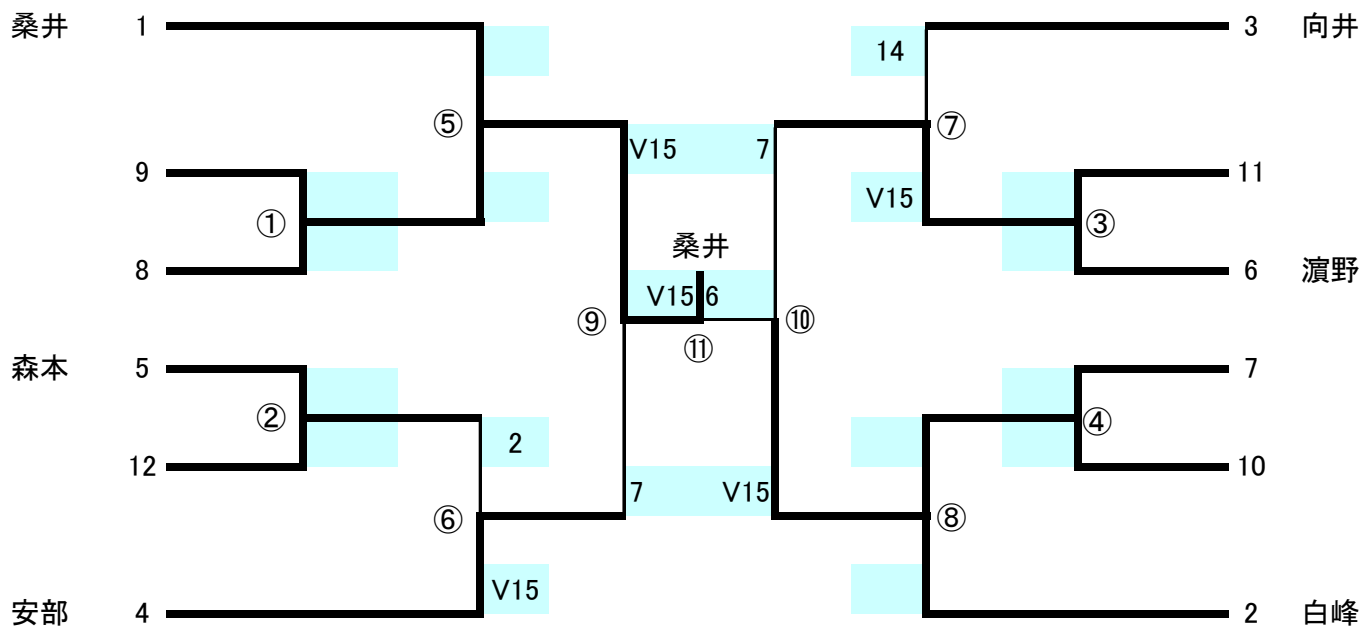 桑井 1 14 3 向井
⑤ ⑦
V15 7
9 V15 11
① ③
桑井
8 6 濵野
V15 6
⑨ ⑩
⑪
森本 5 7
② ④
2
12 10
7 V15
⑥ ⑧
V15
安部 4 2 白峰